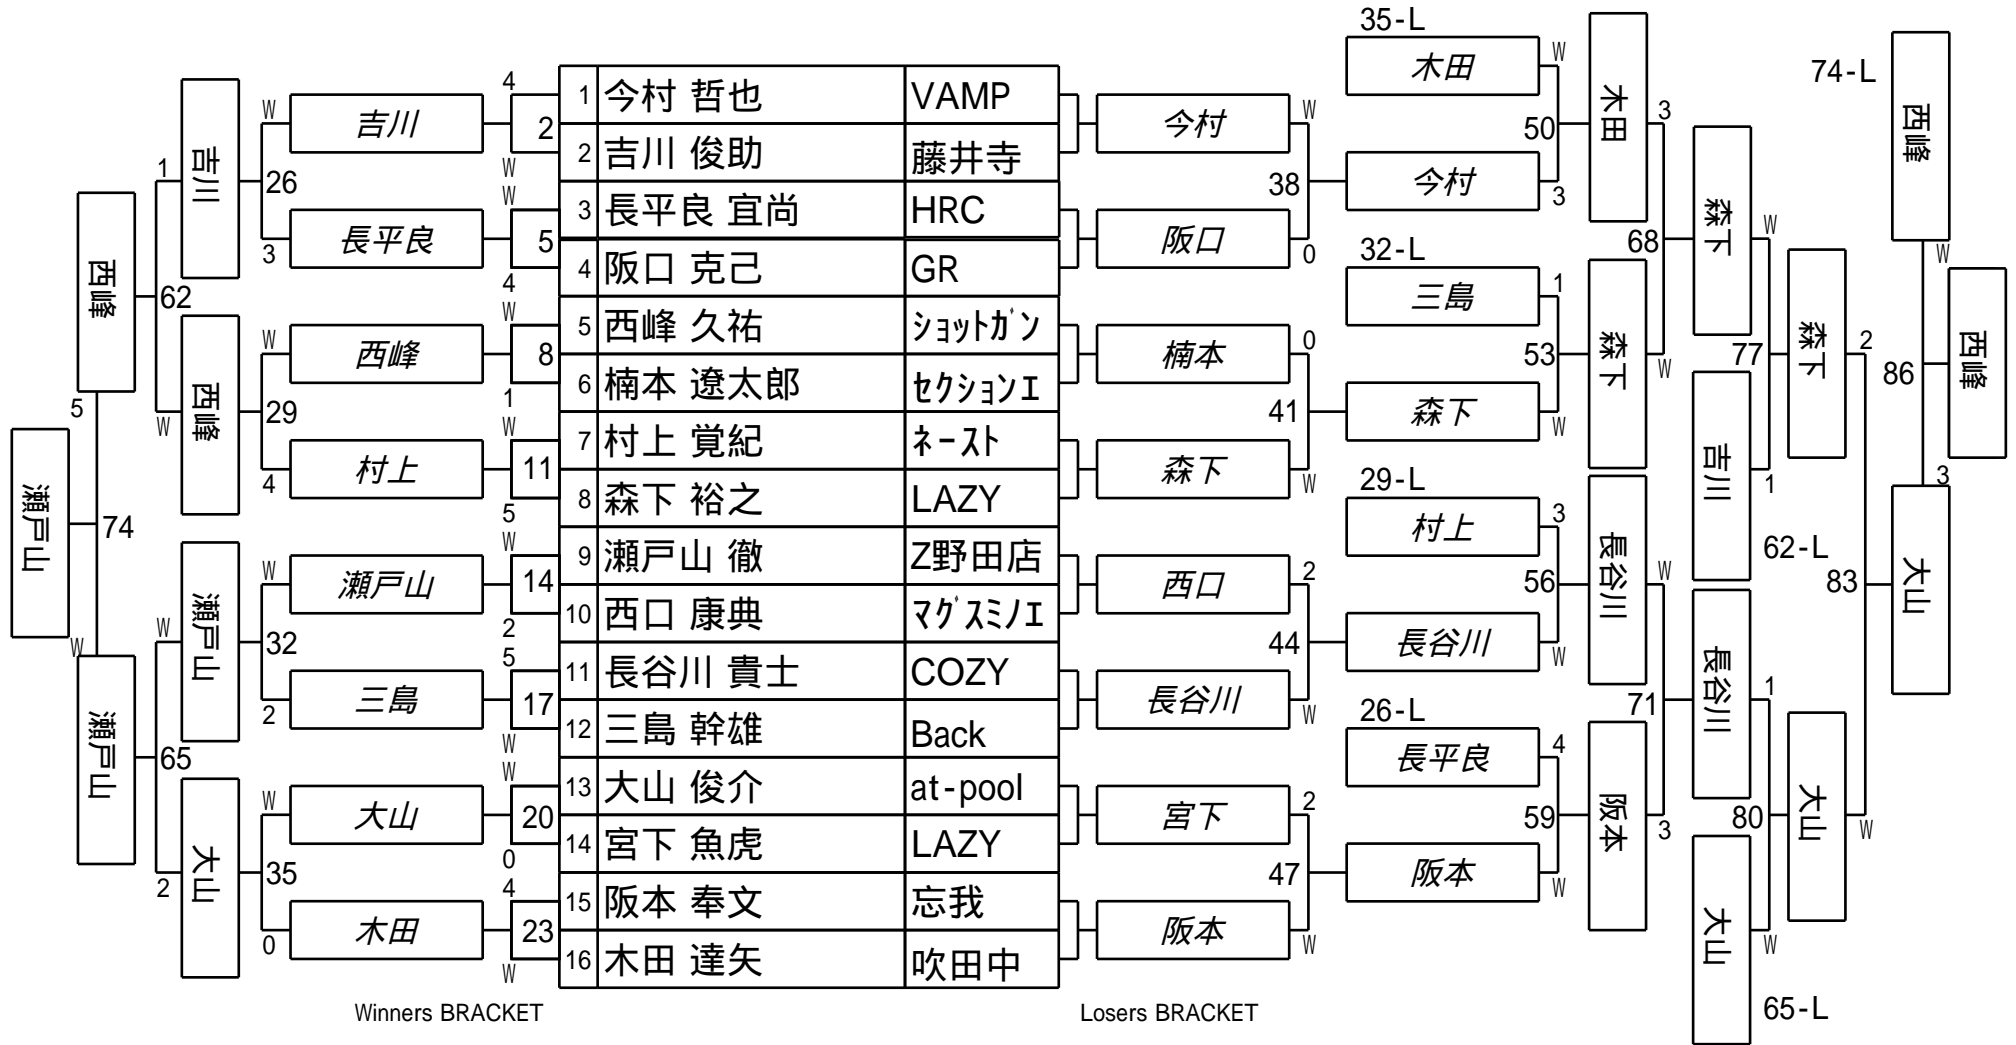 瀬戸山
西峰
5
74
W
瀬戸山
1
62
W
W
65
2
吉川
西峰
瀬戸山
大山
W
26
3
W
29
4
W
32
2
W
35
0
吉川
長平良
西峰
村上
瀬戸山
三島
大山
木田
4
2
W
W
5
4
W
8
1
W
11
5
W
14
2
5
17
W
W
20
0
4
23
W
1 今村 哲也 VAMP
2 吉川 俊助 藤井寺
3 長平良 宜尚 HRC
4 阪口 克己 GR
5 西峰 久祐 ショットガン
6 楠本 遼太郎 セクションエ
7 村上 覚紀 ネースト
8 森下 裕之 LAZY
9 瀬戸山 徹 Z野田店
10 西口 康典 マグスミノエ
11 長谷川 貴士 COZY
12 三島 幹雄 Back
13 大山 俊介 at-pool
14 宮下 魚虎 LAZY
15 阪本 奉文 忘我
16 木田 達矢 吹田中
今村
阪口
楠本
森下
西口
長谷川
宮下
阪本
W
38
0
0
41
W
2
44
W
2
47
W
35-L
木田
今村
32-L
三島
森下
29-L
村上
長谷川
26-L
長平良
阪本
W
50
3
1
53
W
3
56
W
4
59
W
木田
森下
長谷川
阪本
3
68
W
W
71
3
森下
吉川
62-L
長谷川
大山
65-L
W
77
1
1
80
W
森下
大山
2
83
W
74-L
西峰
大山
W
86
3
西峰
Winners BRACKET
Losers BRACKET